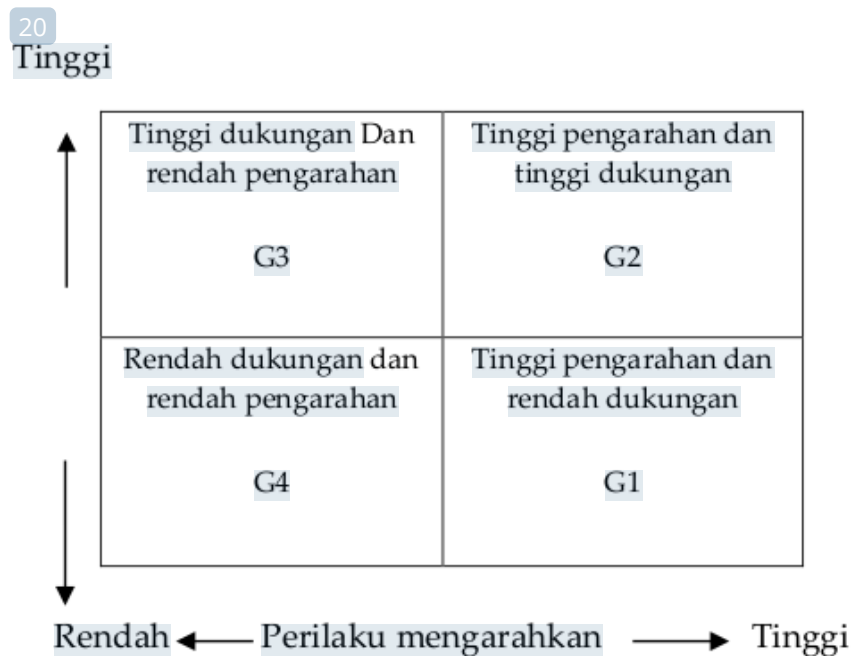 20
Tinggi
Tinggi dukungan Dan
rendah pengarahan
G3
Tinggi pengarahan dan
tinggi dukungan
G2
Rendah dukungan dan
rendah pengarahan
G4
Tinggi pengarahan dan
rendah dukungan
G1
Rendah Perilaku mengarahkan Tinggi